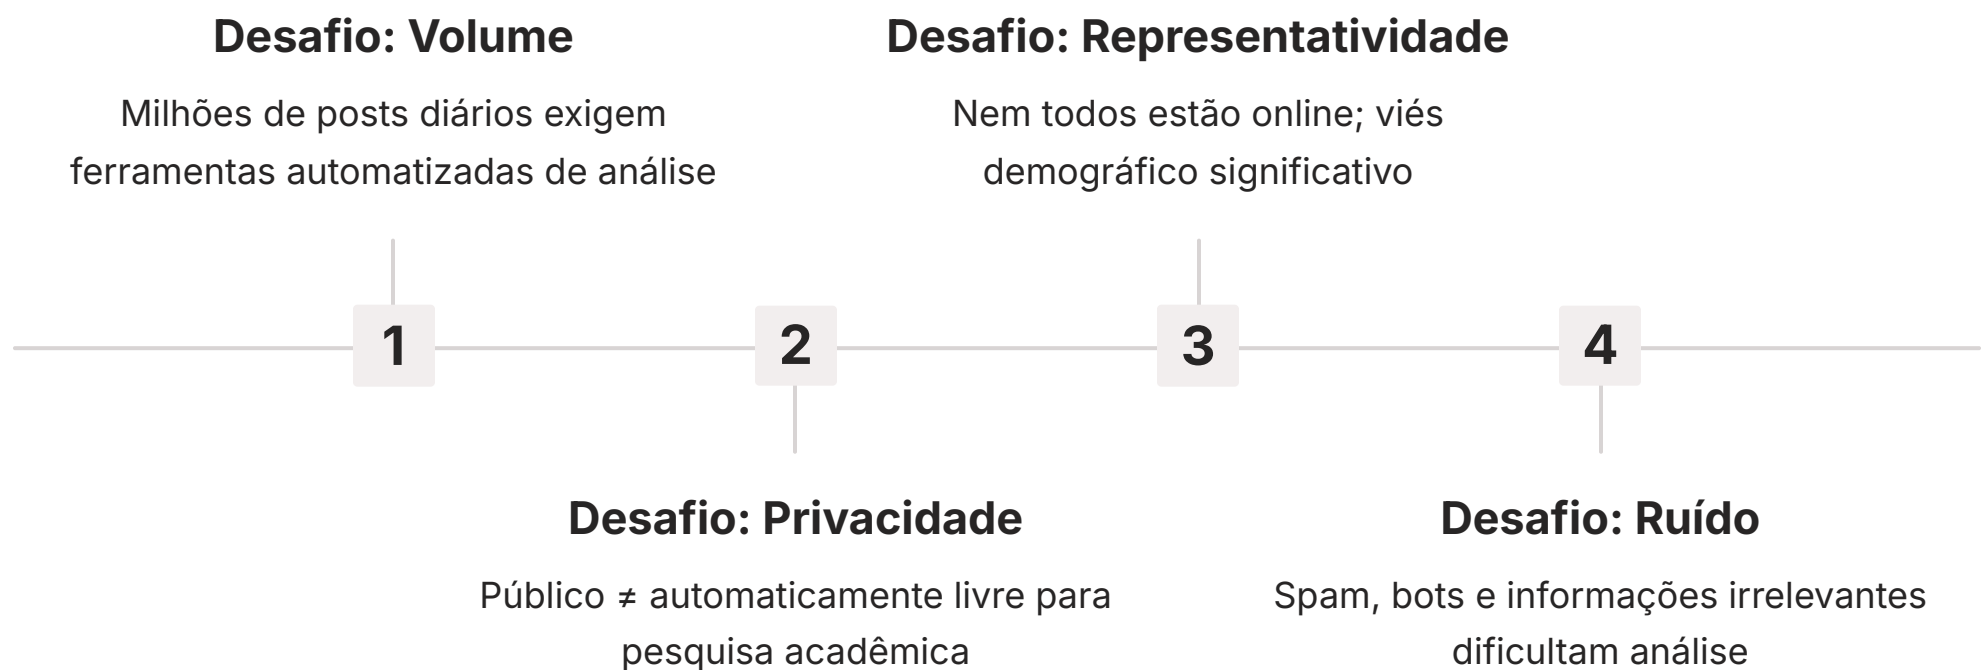 Desafio: Volume
Milhões de posts diários exigem
ferramentas automatizadas de análise
Desafio: Representatividade
Nem todos estão online; viés
demográfico significativo
1
2
3
4
Desafio: Privacidade
Público ≠ automaticamente livre para
pesquisa acadêmica
Desafio: Ruído
Spam, bots e informações irrelevantes
dificultam análise